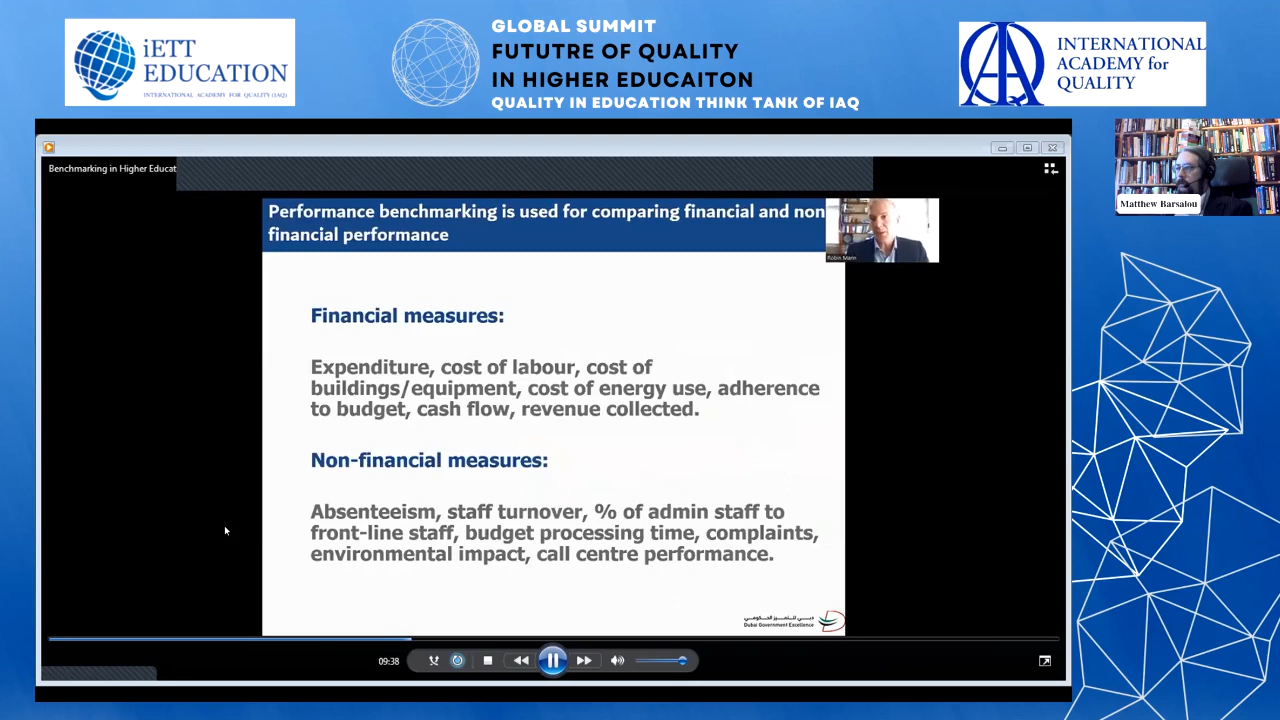 iETT
EDUCATION
INTERNATIONAL ACADEMY FOR QUALITY (IAQ)
GLOBAL SUMMIT
FUTUTRE OF QUALITY
IN HIGHER EDUCAITON
QUALITY IN EDUCATION THINK TANK OF IAQ
INTERNATIONAL
ACADEMY for
QUALITY
Matthew Barsalou
Benchmarking in Higher Educat
Performance benchmarking is used for comparing financial and non
financial performance
Robin Mann
Financial measures:
Expenditure, cost of labour, cost of
buildings/equipment, cost of energy use, adherence
to budget, cash flow, revenue collected.
Non-financial measures:
Absenteeism, staff turnover, % of admin staff to
front-line staff, budget processing time, complaints,
environmental impact, call centre performance.
دبي للتميز الحكومي
Dubai Government Excellence
09:38